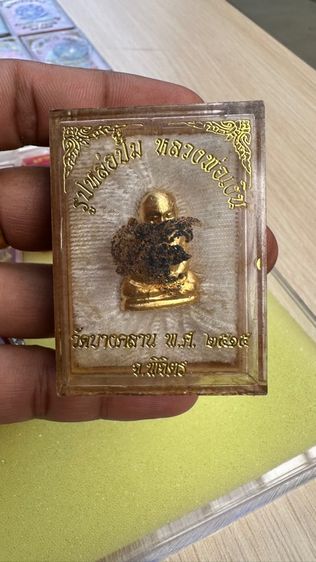 รูปหล่อปั๊ม หลวงพ่อเงิน
วัดบางคลาน พ.ศ. ๒๕๑๕
จ.พิจิตร